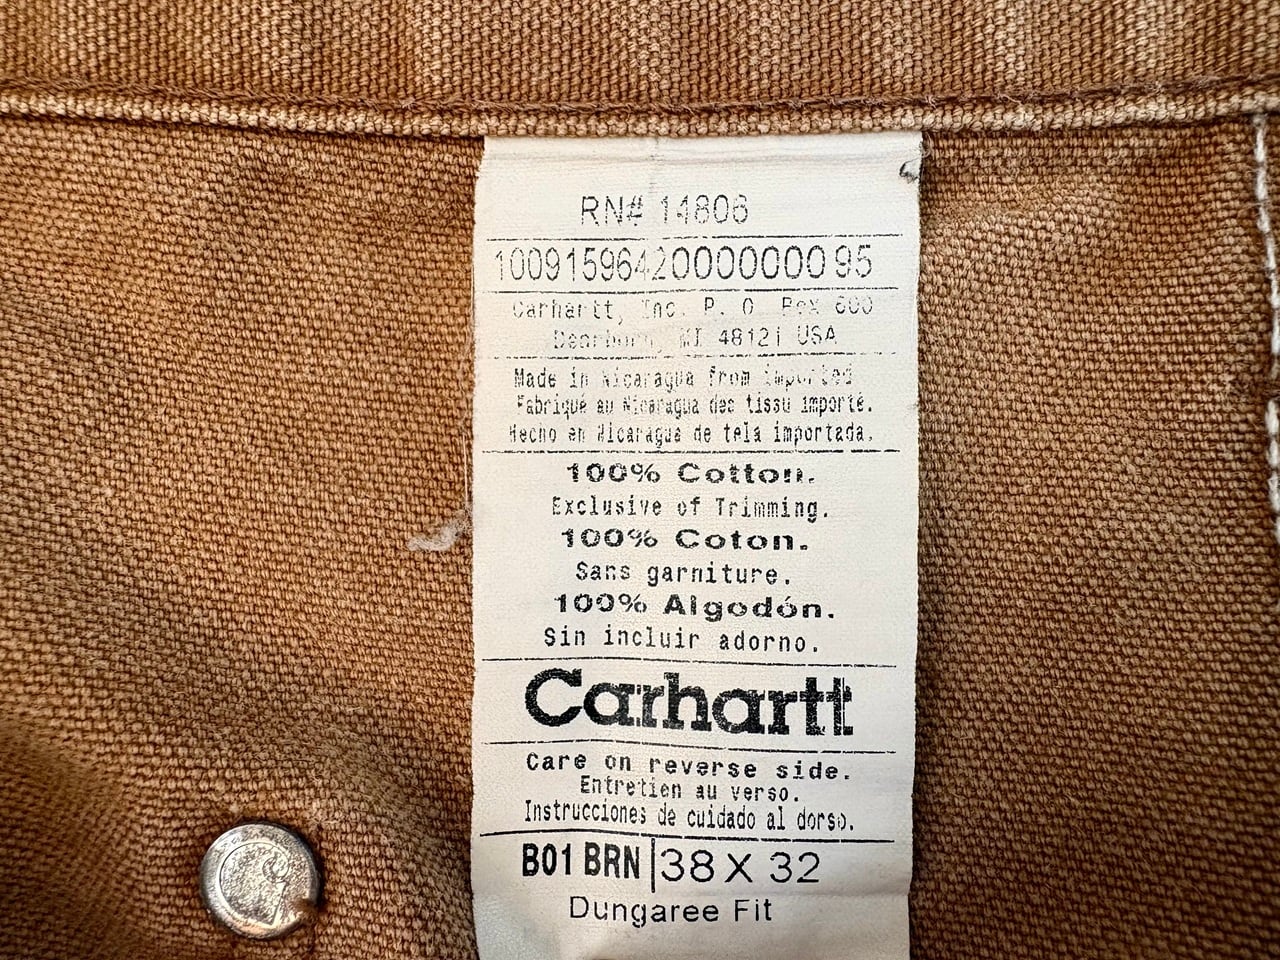 RN# 14806
10091596420000000095
Carhartt, Inc. P. O. Box 600
Dearborn, MI 48121 USA
Made in Nicaragua from imported
Fabriqué au Nicaragua des tissu importé.
Hecho en Nicaragua de tela importada.
100% Cotton.
Exclusive of Trimming.
100% Coton.
Sans garniture.
100% Algodón.
Sin incluir adorno.
Carhartt
Care on reverse side.
Entretien au verso.
Instrucciones de cuidado al dorso.
B01 BRN 38 X 32
Dungaree Fit